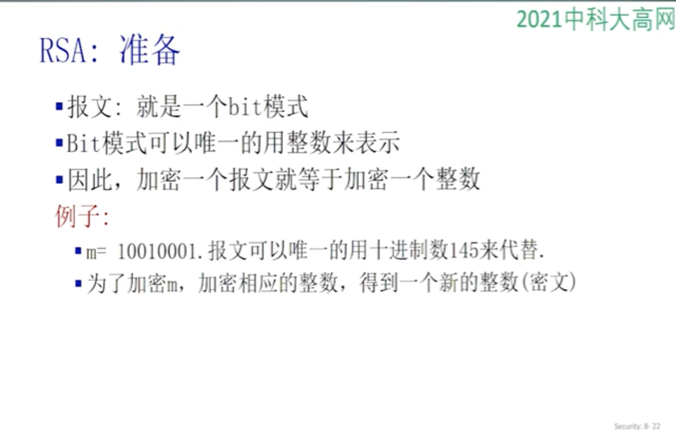 2021中科大高网
RSA: 准备
▪报文: 就是一个bit模式
▪Bit模式可以唯一的用整数来表示
▪因此，加密一个报文就等于加密一个整数
例子:
▪m= 10010001.报文可以唯一的用十进制数145来代替.
▪为了加密m，加密相应的整数，得到一个新的整数(密文)
Security: 8- 22